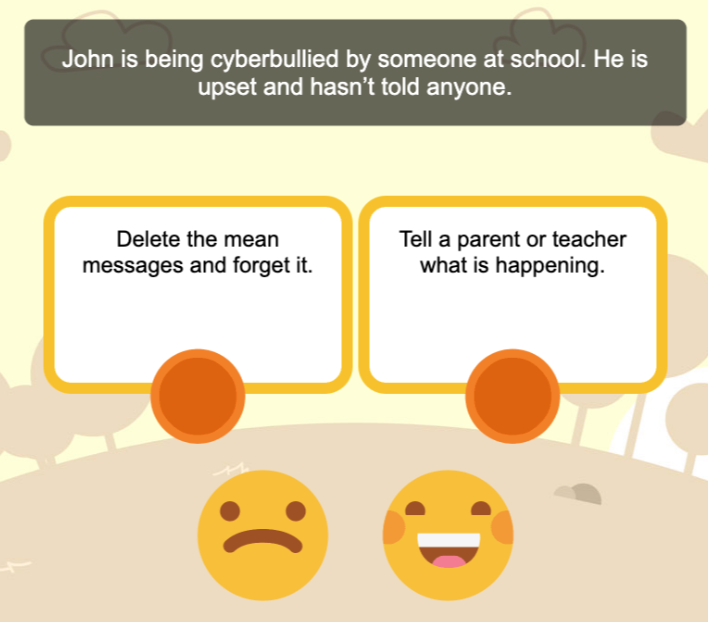 John is being cyberbullied by someone at school. He is
upset and hasn’t told anyone.
Delete the mean
messages and forget it.
Tell a parent or teacher
what is happening.